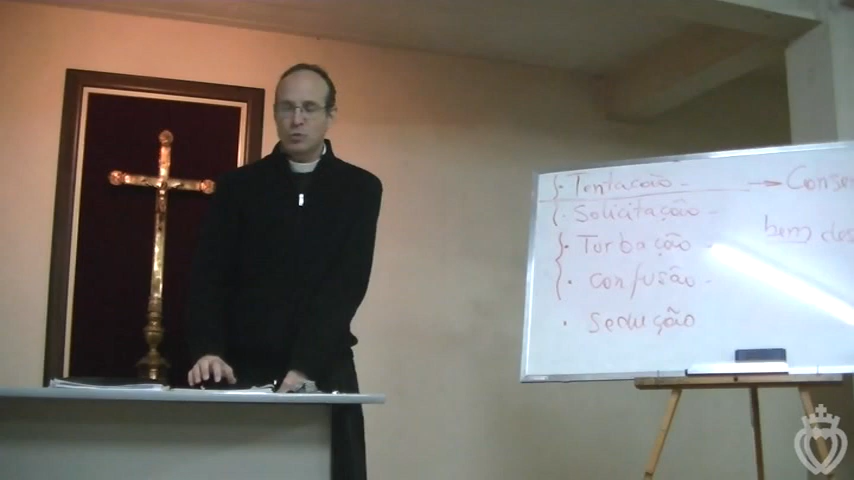 Tentação - → Conse
Solicitação -
Turbação - bem des
confusão -
sedução